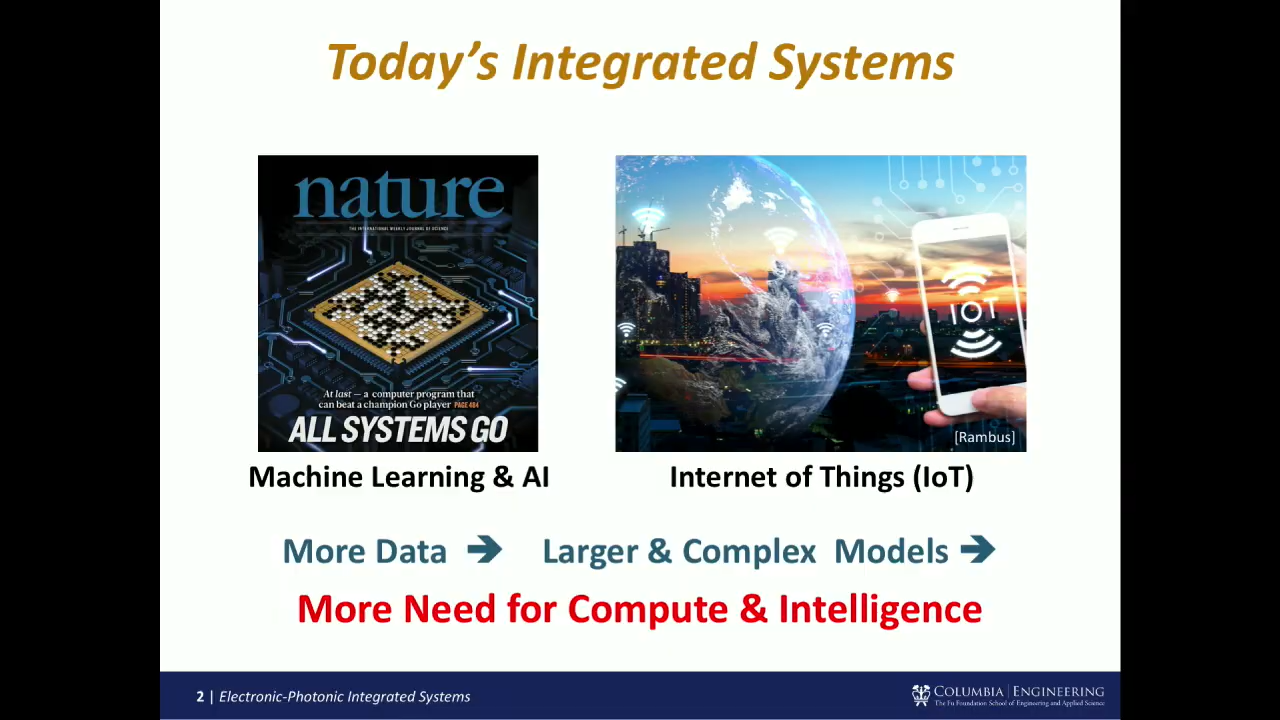 Today's Integrated Systems
nature
THE INTERNATIONAL WEEKLY JOURNAL OF SCIENCE
At last — a computer program that
can beat a champion Go player PAGE 484
ALL SYSTEMS GO
IOT
[Rambus]
Machine Learning & AI
Internet of Things (IoT)
More Data ➔ Larger & Complex Models ➔
More Need for Compute & Intelligence
2 | Electronic-Photonic Integrated Systems
COLUMBIA | ENGINEERING
The Fu Foundation School of Engineering and Applied Science